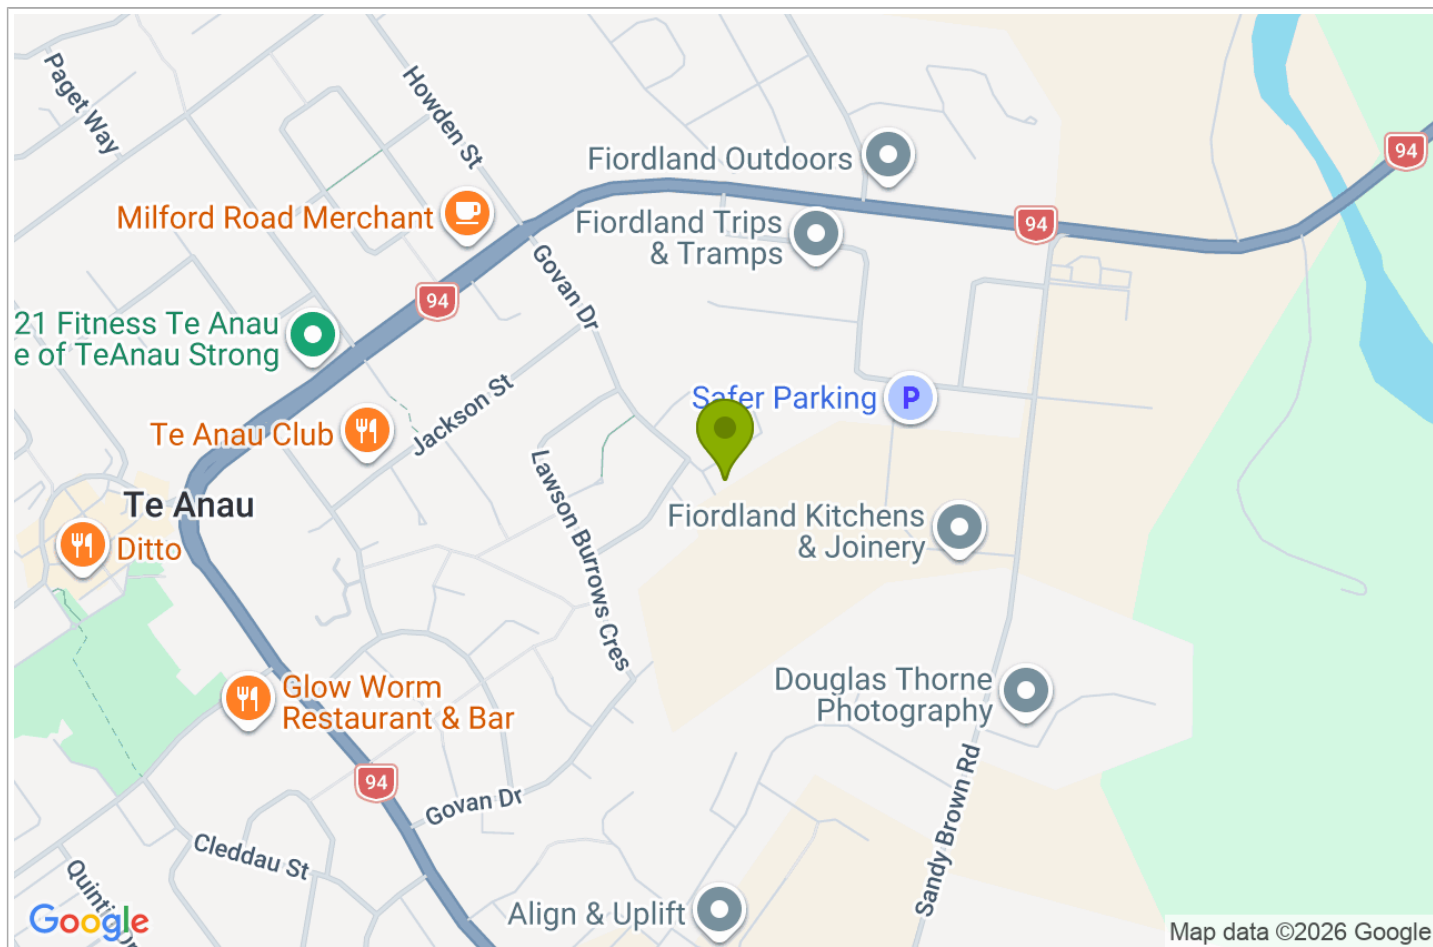 Paget Way
Howden St
94
Fiordland Outdoors
Milford Road Merchant
Fiordland Trips
& Tramps
94
Govan Dr
94
21 Fitness Te Anau
e of TeAnau Strong
Jackson St
Safer Parking
P
Te Anau Club
Te Anau
Lawson Burrows Cres
Fiordland Kitchens
& Joinery
Ditto
Glow Worm
Restaurant & Bar
Douglas Thorne
Photography
94
Govan Dr
Sandy Brown Rd
Cleddau St
Align & Uplift
Google
Map data ©2026 Google